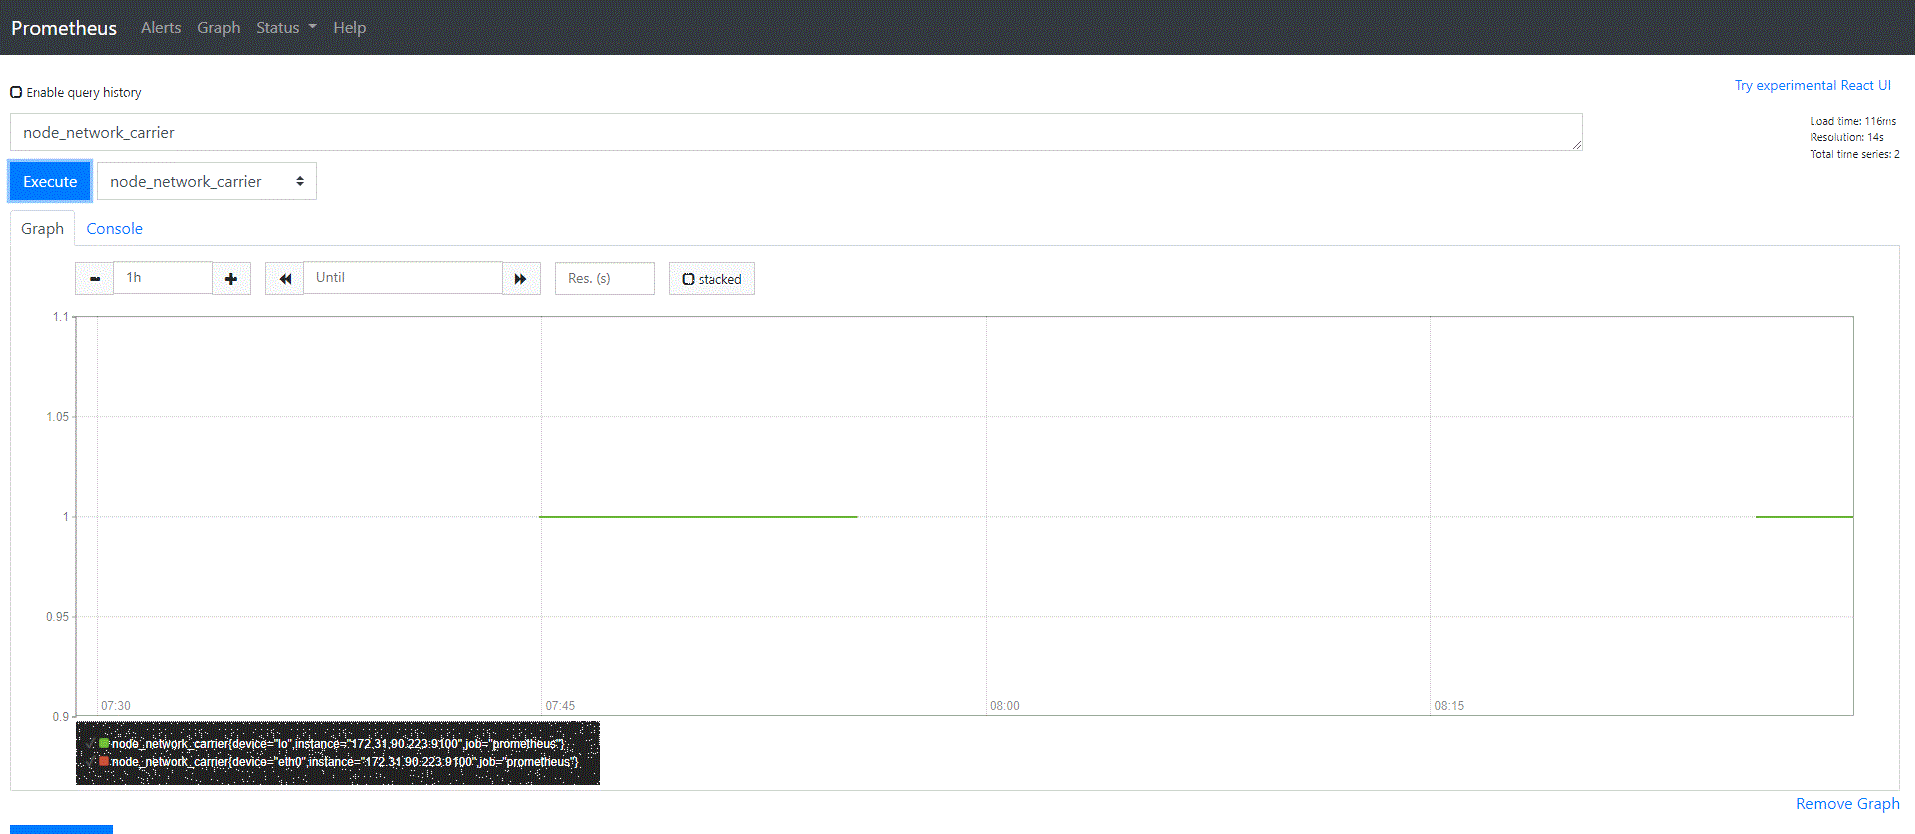 Prometheus Alerts Graph Status Help
Enable query history
Try experimental React UI
node_network_carrier
Load time: 116ms
Resolution: 14s
Total time series: 2
Execute node_network_carrier
Graph Console
1h Until Res. (s) stacked
1.1
1.05
1
0.95
0.9
07:30 07:45 08:00 08:15
node_network_carrier{device="lo",instance="172.31.90.223:9100",job="prometheus"}
node_network_carrier{device="eth0",instance="172.31.90.223:9100",job="prometheus"}
Remove Graph